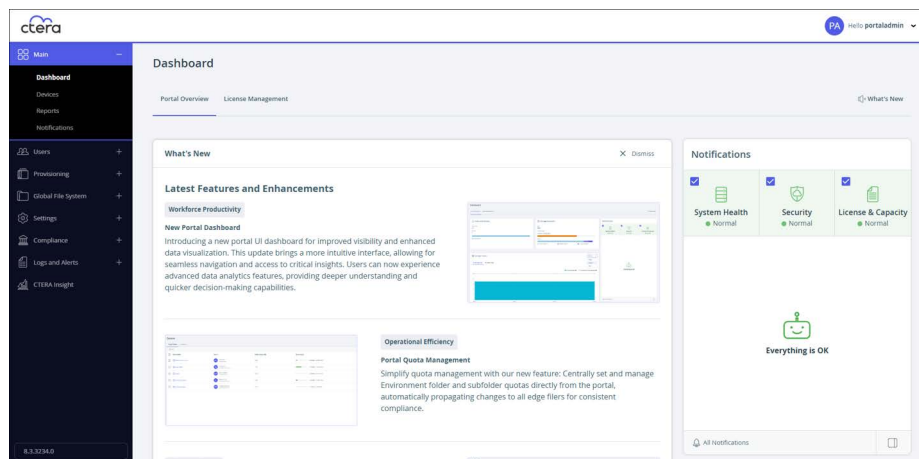 ctera
PA Hello portaladmin
Main
Dashboard
Devices
Reports
Notifications
Users
Provisioning
Global File System
Settings
Compliance
Logs and Alerts
CTERA Insight
8.3.3234.0
Dashboard
Portal Overview License Management What's New
What's New Dismiss
Latest Features and Enhancements
Workforce Productivity
New Portal Dashboard
Introducing a new portal UI dashboard for improved visibility and enhanced
data visualization. This update brings a more intuitive interface, allowing for
seamless navigation and access to critical insights. Users can now experience
advanced data analytics features, providing deeper understanding and
quicker decision-making capabilities.
Operational Efficiency
Portal Quota Management
Simplify quota management with our new feature: Centrally set and manage
Environment folder and subfolder quotas directly from the portal,
automatically propagating changes to all edge filers for consistent
compliance.
Notifications
System Health
Normal
Security
Normal
License & Capacity
Normal
Everything is OK
All Notifications